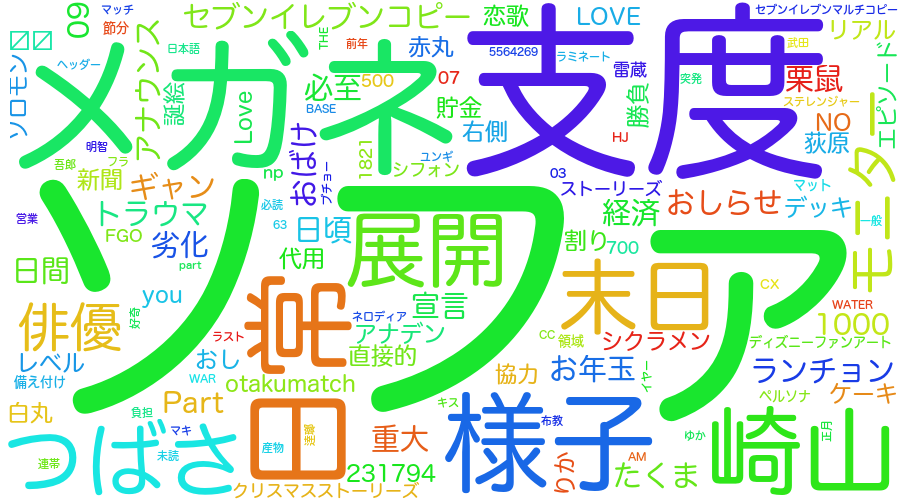 09
マッチ
節分
セブンイレブンコピー
恋歌
LOVE
セブンイレブンマルチコピー
リアル
日本語
THE
前年
赤丸
5564269
ラミネート
武田
ヘッダー
メガネ
支度
ソロモン
アナウンス
誕絵
Love
必至
500
07
雷蔵
突発
栗鼠
エピソード
BASE
貯金
勝負
ステレンジャー
明智
おばけ
1821
右側
HJ
NO
荻原
吾郎
フラ
新聞
ギャン
np
シフォン
ユンギ
03
ストーリーズ
マット
モニター
プチョー
営業
トラウマ
必読
経済
おしらせ
デッキ
一般
FGO
劣化
63
日頃
展開
割り
700
ソファ
part
代用
日間
you
宣言
末日
CX
好奇
ネロディア
WATER
1000
俳優
ラスト
アナデン
CC
領域
シクラメン
ディズニーファンアート
レベル
おし
直接的
備え付け
WAR
otakumatch
協力
お年玉
イヤー
ランチョン
白丸
Part
キス
ペルソナ
ケーキ
負担
布教
様子
崎山
正月
つばさ
マキ
田
産物
重大
ゆか
連帯
未読
231794
りか
AM
たくま
クリスマスストーリーズ